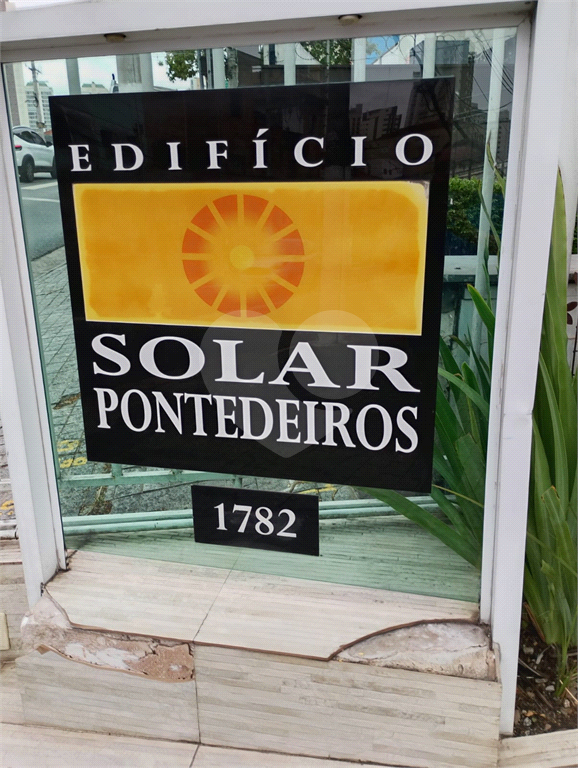 EDIFÍCIO
SOLAR
PONTEDEIROS
1782